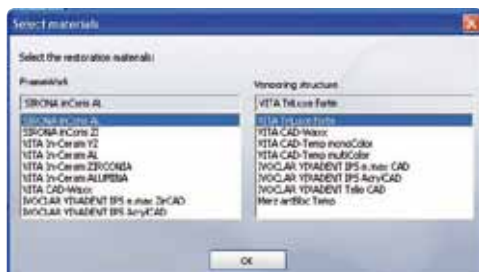 Select materials
Select the restoration materials:
Framework
SIRONA inCoris AL
SIRONA inCoris AL
SIRONA inCoris ZI
VITA In-Ceram YZ
VITA In-Ceram AL
VITA In-Ceram ZIRCONIA
VITA In-Ceram ALUMINA
VITA CAD-Waxx
IVOCLAR VIVADENT IPS e.max ZirCAD
IVOCLAR VIVADENT IPS AcrylCAD
Veneering structure
VITA TriLuxe Forte
VITA TriLuxe Forte
VITA CAD-Waxx
VITA CAD-Temp monoColor
VITA CAD-Temp multiColor
IVOCLAR VIVADENT IPS e.max CAD
IVOCLAR VIVADENT IPS AcrylCAD
IVOCLAR VIVADENT Telio CAD
Merz artBloc Temp
OK